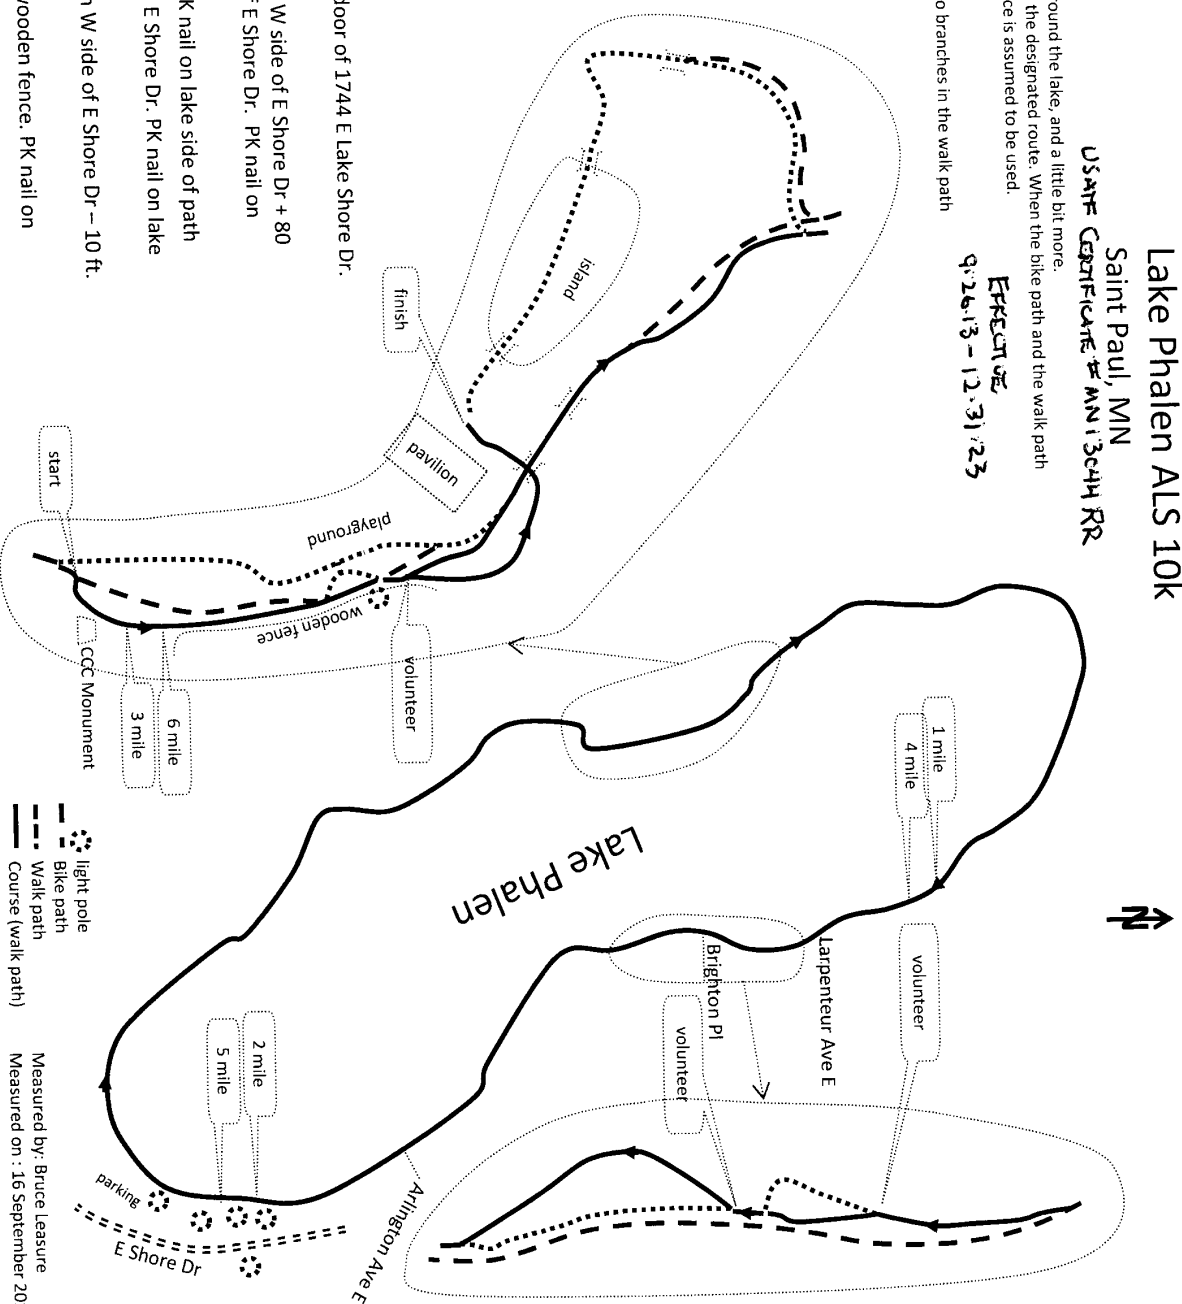 Lake Phalen ALS 10k
Saint Paul, MN
USATF CERTIFICATE # MN13044RR
EFFECTIVE
9.26.13 - 12.31.23
ound the lake, and a little bit more.
the designated route. When the bike path and the walk path
ce is assumed to be used.
o branches in the walk path
door of 1744 E Lake Shore Dr.
W side of E Shore Dr + 80
E Shore Dr. PK nail on
K nail on lake side of path
E Shore Dr. PK nail on lake
W side of E Shore Dr – 10 ft.
wooden fence. PK nail on
island
finish
pavilion
start
playground
wooden fence
volunteer
CCC Monument
3 mile
6 mile
1 mile
4 mile
N
Lake Phalen
Larpenteur Ave E
Brighton Pl
volunteer
volunteer
2 mile
5 mile
parking
E Shore Dr
Arlington Ave E
light pole
Bike path
Walk path
Course (walk path)
Measured by: Bruce Leasure
Measured on : 16 September 20